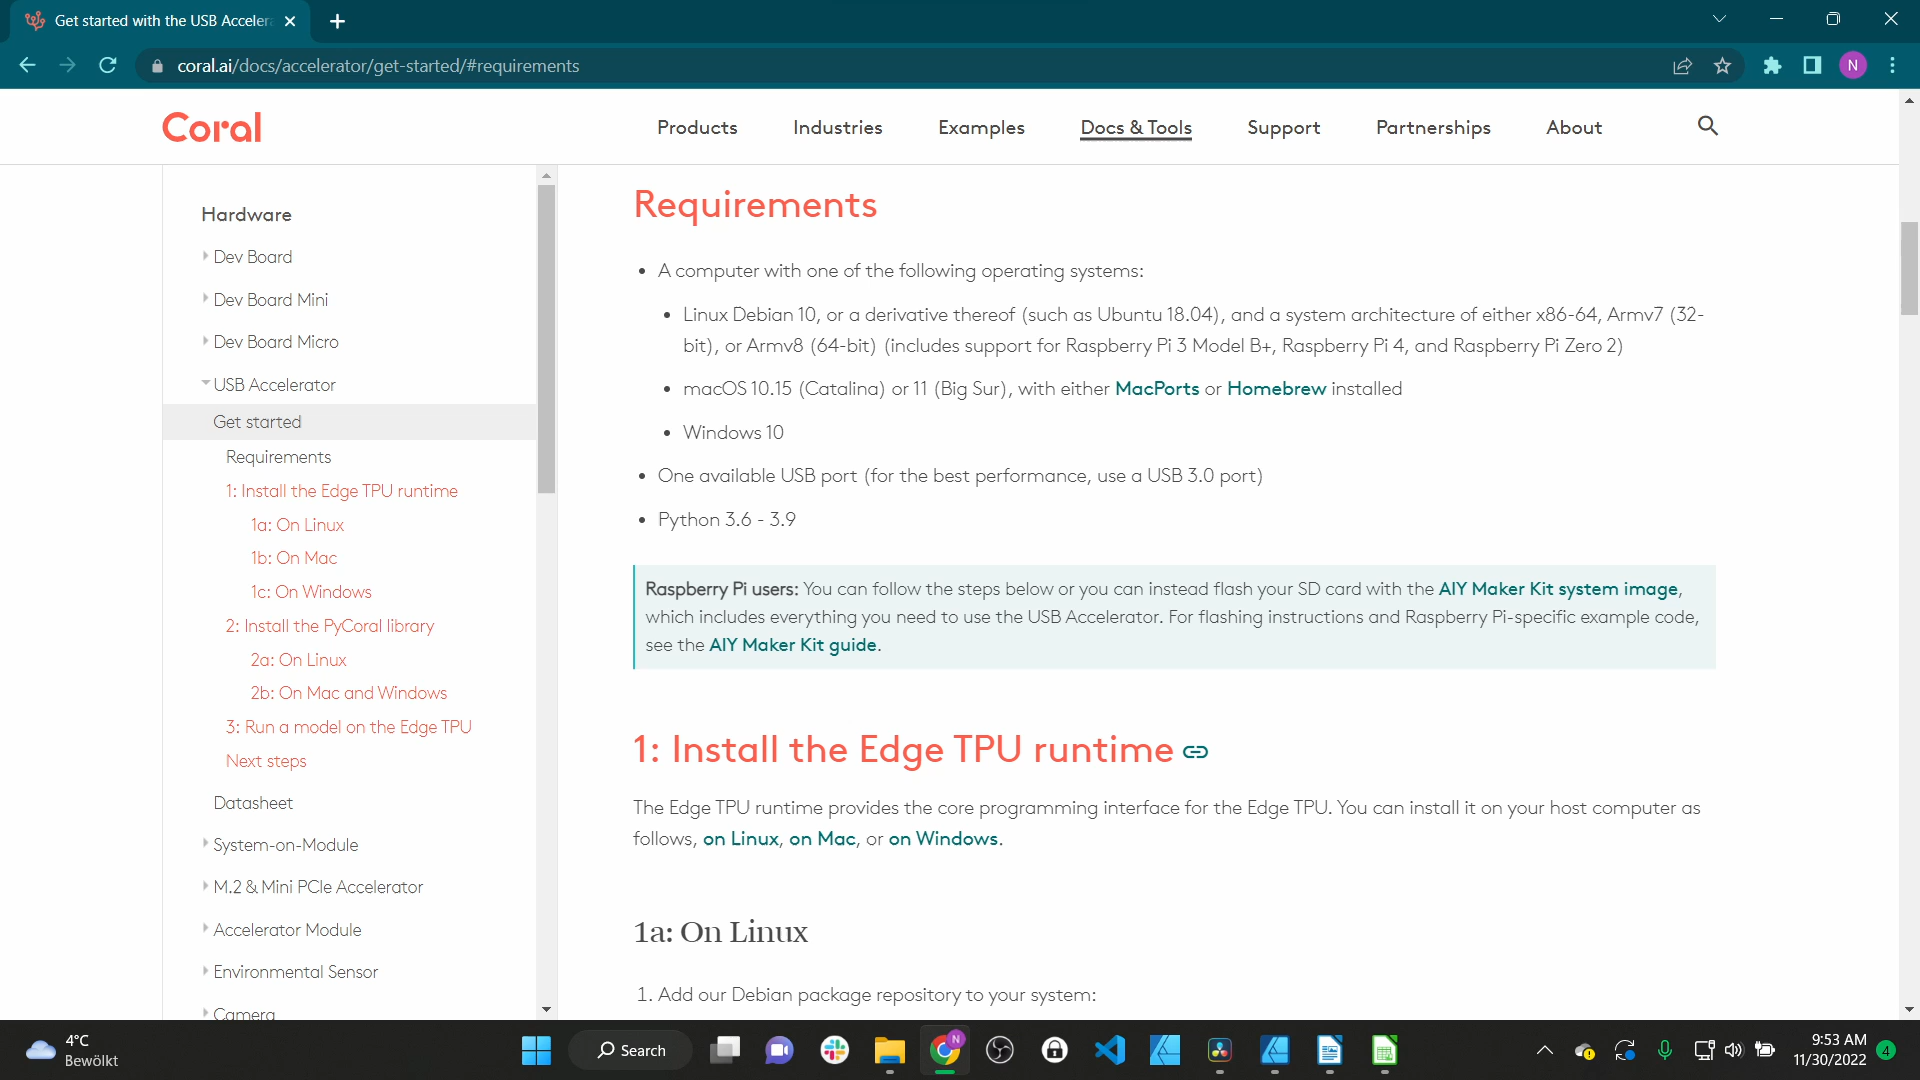 Get started with the USB Acceler
coral.ai/docs/accelerator/get-started/#requirements
N
Coral
Products
Industries
Examples
Docs & Tools
Support
Partnerships
About
Hardware
Dev Board
Dev Board Mini
Dev Board Micro
USB Accelerator
Get started
Requirements
1: Install the Edge TPU runtime
1a: On Linux
1b: On Mac
1c: On Windows
2: Install the PyCoral library
2a: On Linux
2b: On Mac and Windows
3: Run a model on the Edge TPU
Next steps
Datasheet
System-on-Module
M.2 & Mini PCIe Accelerator
Accelerator Module
Environmental Sensor
Camera
Requirements
• A computer with one of the following operating systems:
• Linux Debian 10, or a derivative thereof (such as Ubuntu 18.04), and a system architecture of either x86-64, Armv7 (32-
bit), or Armv8 (64-bit) (includes support for Raspberry Pi 3 Model B+, Raspberry Pi 4, and Raspberry Pi Zero 2)
• macOS 10.15 (Catalina) or 11 (Big Sur), with either MacPorts or Homebrew installed
• Windows 10
• One available USB port (for the best performance, use a USB 3.0 port)
• Python 3.6 - 3.9
Raspberry Pi users: You can follow the steps below or you can instead flash your SD card with the AIY Maker Kit system image,
which includes everything you need to use the USB Accelerator. For flashing instructions and Raspberry Pi-specific example code,
see the AIY Maker Kit guide.
1: Install the Edge TPU runtime
The Edge TPU runtime provides the core programming interface for the Edge TPU. You can install it on your host computer as
follows, on Linux, on Mac, or on Windows.
1a: On Linux
1. Add our Debian package repository to your system:
4°C
Bewölkt
Search
N
9:53 AM
11/30/2022
4